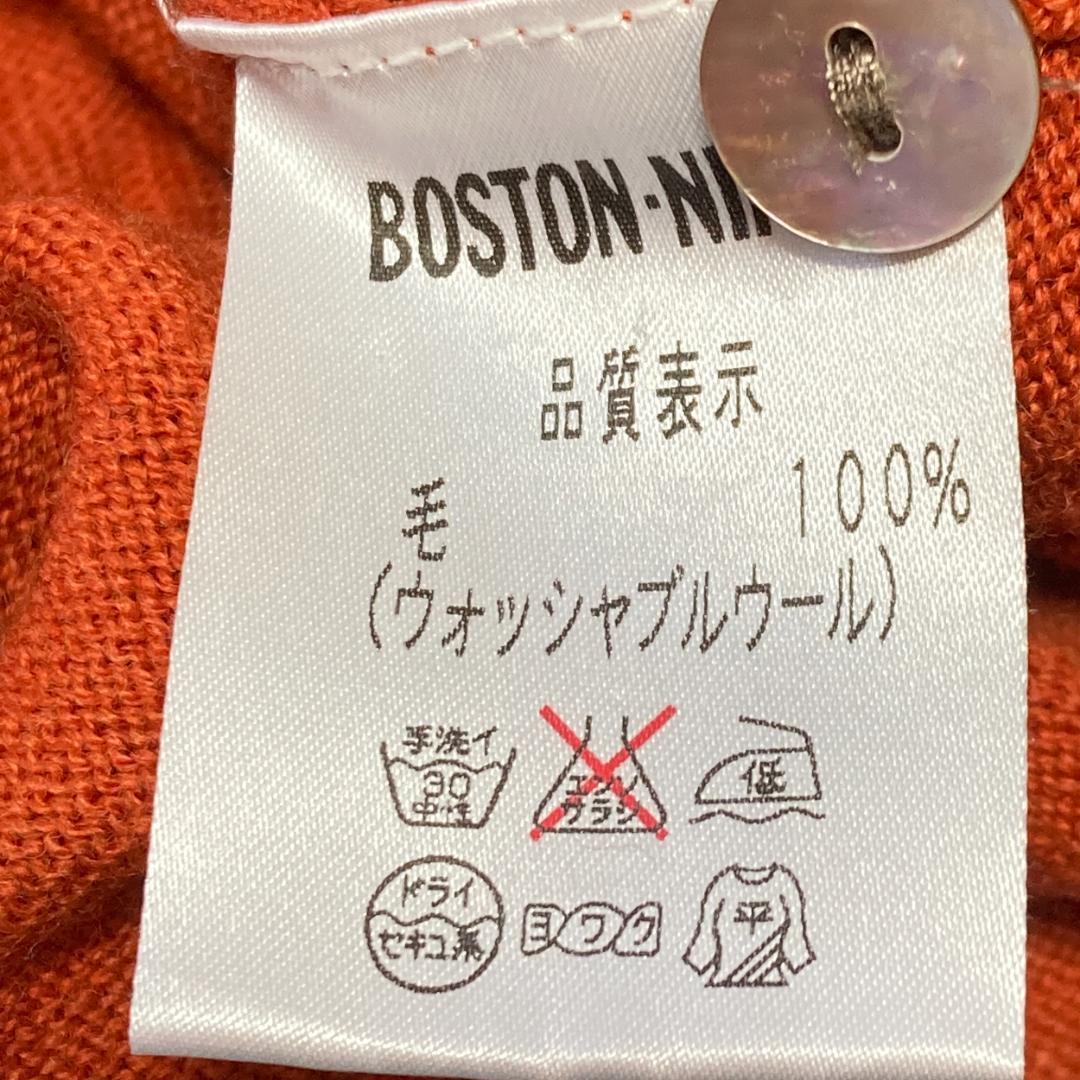 BOSTON·NI
品質表示
毛 100%
(ウォッシャブルウール)
手洗イ
30
中性
エンソ
サラシ
低
ドライ
セキユ系
ヨワク
平